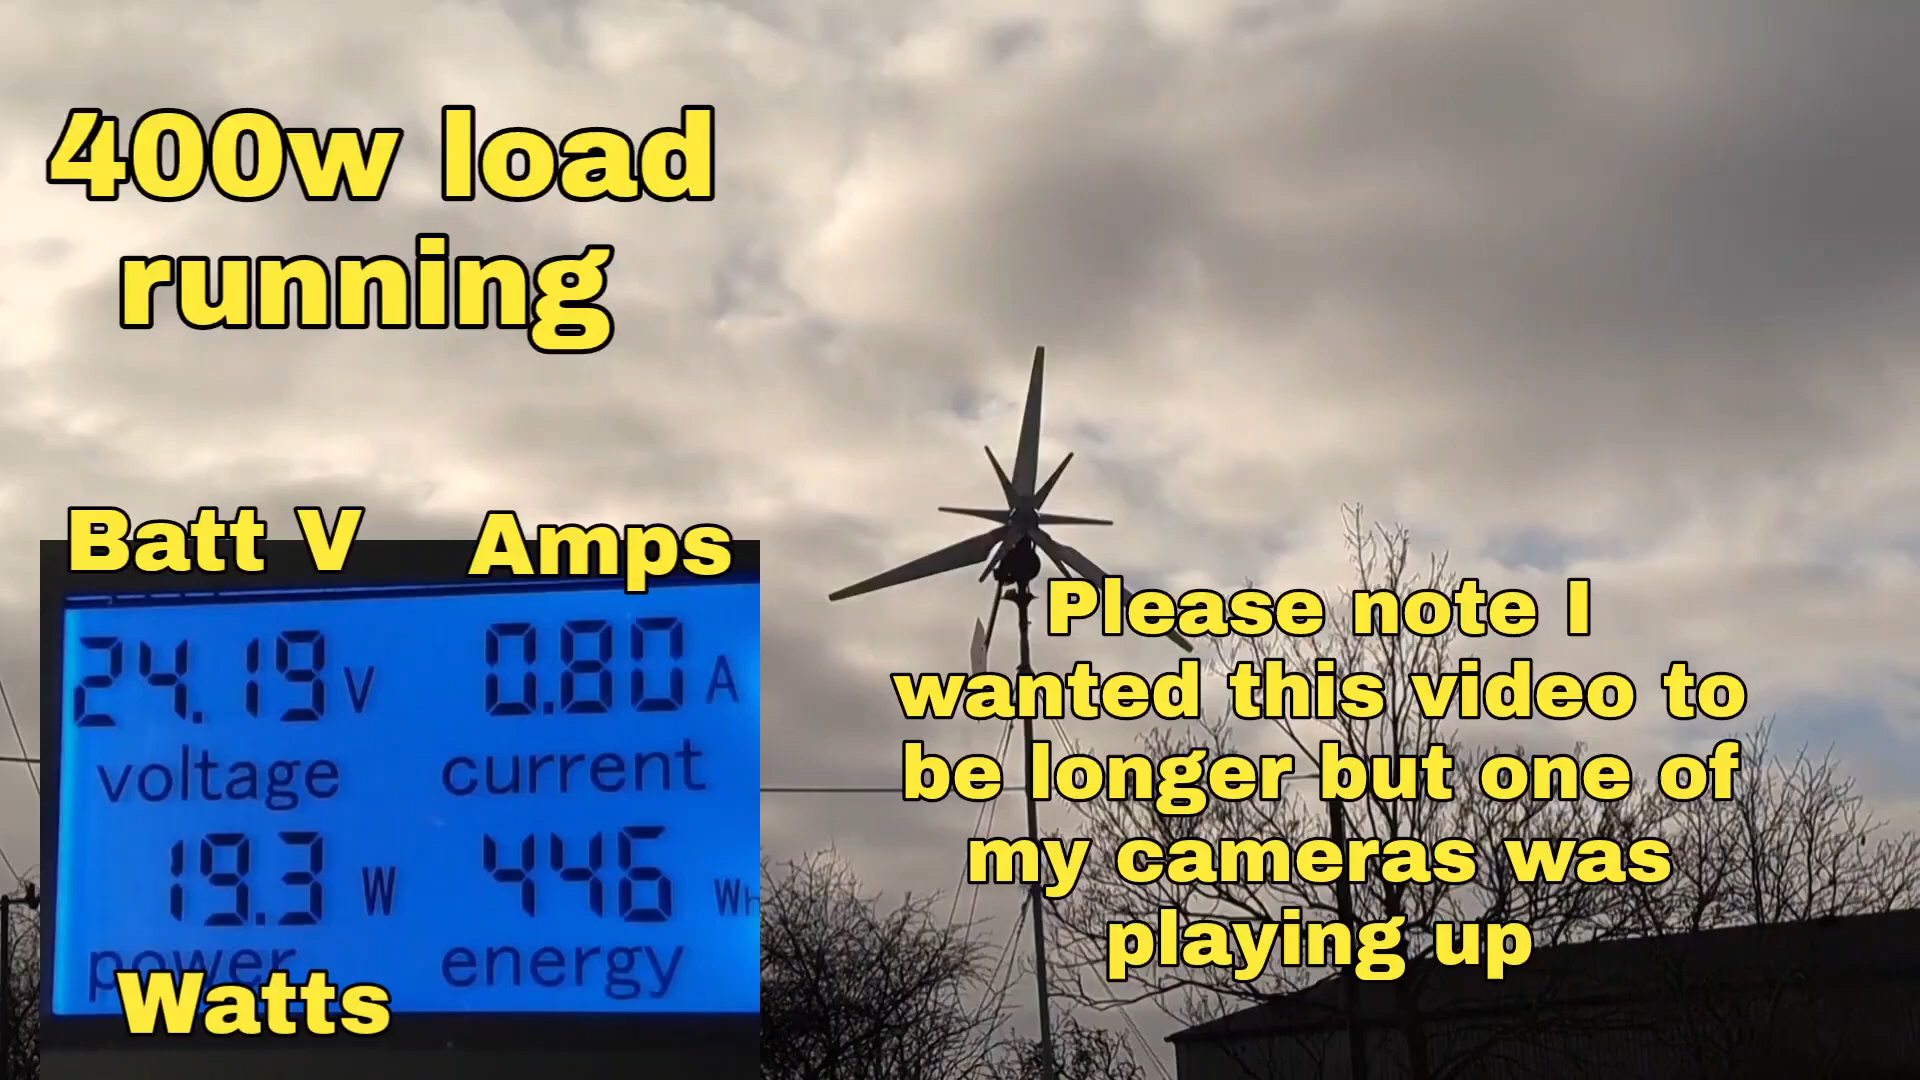 400w load
running
Batt V Amps
24.19 V 0.80 A
voltage current
19.3 W 446 Wh
power energy
Watts
Please note I
wanted this video to
be longer but one of
my cameras was
playing up